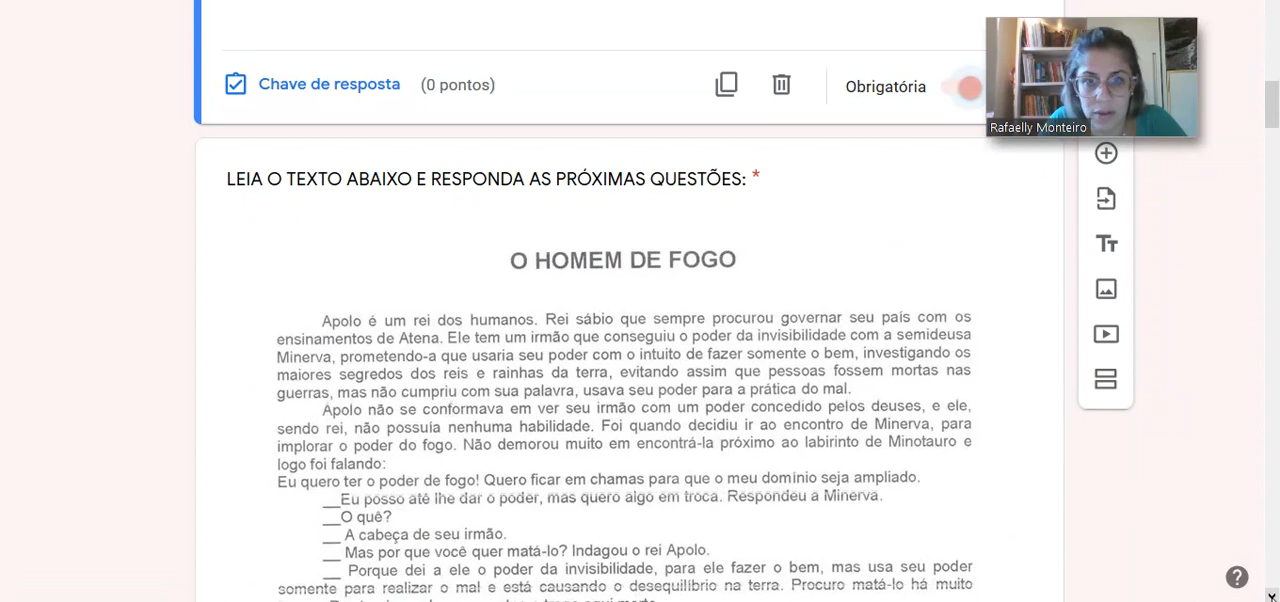 Chave de resposta (0 pontos)
Obrigatória
Rafaelly Monteiro
LEIA O TEXTO ABAIXO E RESPONDA AS PRÓXIMAS QUESTÕES: *
O HOMEM DE FOGO
Apolo é um rei dos humanos. Rei sábio que sempre procurou governar seu país com os
ensinamentos de Atena. Ele tem um irmão que conseguiu o poder da invisibilidade com a semideusa
Minerva, prometendo-a que usaria seu poder com o intuito de fazer somente o bem, investigando os
maiores segredos dos reis e rainhas da terra, evitando assim que pessoas fossem mortas nas
guerras, mas não cumpriu com sua palavra, usava seu poder para a prática do mal.
Apolo não se conformava em ver seu irmão com um poder concedido pelos deuses, e ele,
sendo rei, não possuía nenhuma habilidade. Foi quando decidiu ir ao encontro de Minerva, para
implorar o poder do fogo. Não demorou muito em encontrá-la próximo ao labirinto de Minotauro e
logo foi falando:
Eu quero ter o poder de fogo! Quero ficar em chamas para que o meu domínio seja ampliado.
__Eu posso até lhe dar o poder, mas quero algo em troca. Respondeu a Minerva.
__O quê?
__ A cabeça de seu irmão.
__ Mas por que você quer matá-lo? Indagou o rei Apolo.
__ Porque dei a ele o poder da invisibilidade, para ele fazer o bem, mas usa seu poder
somente para realizar o mal e está causando o desequilíbrio na terra. Procuro matá-lo há muito